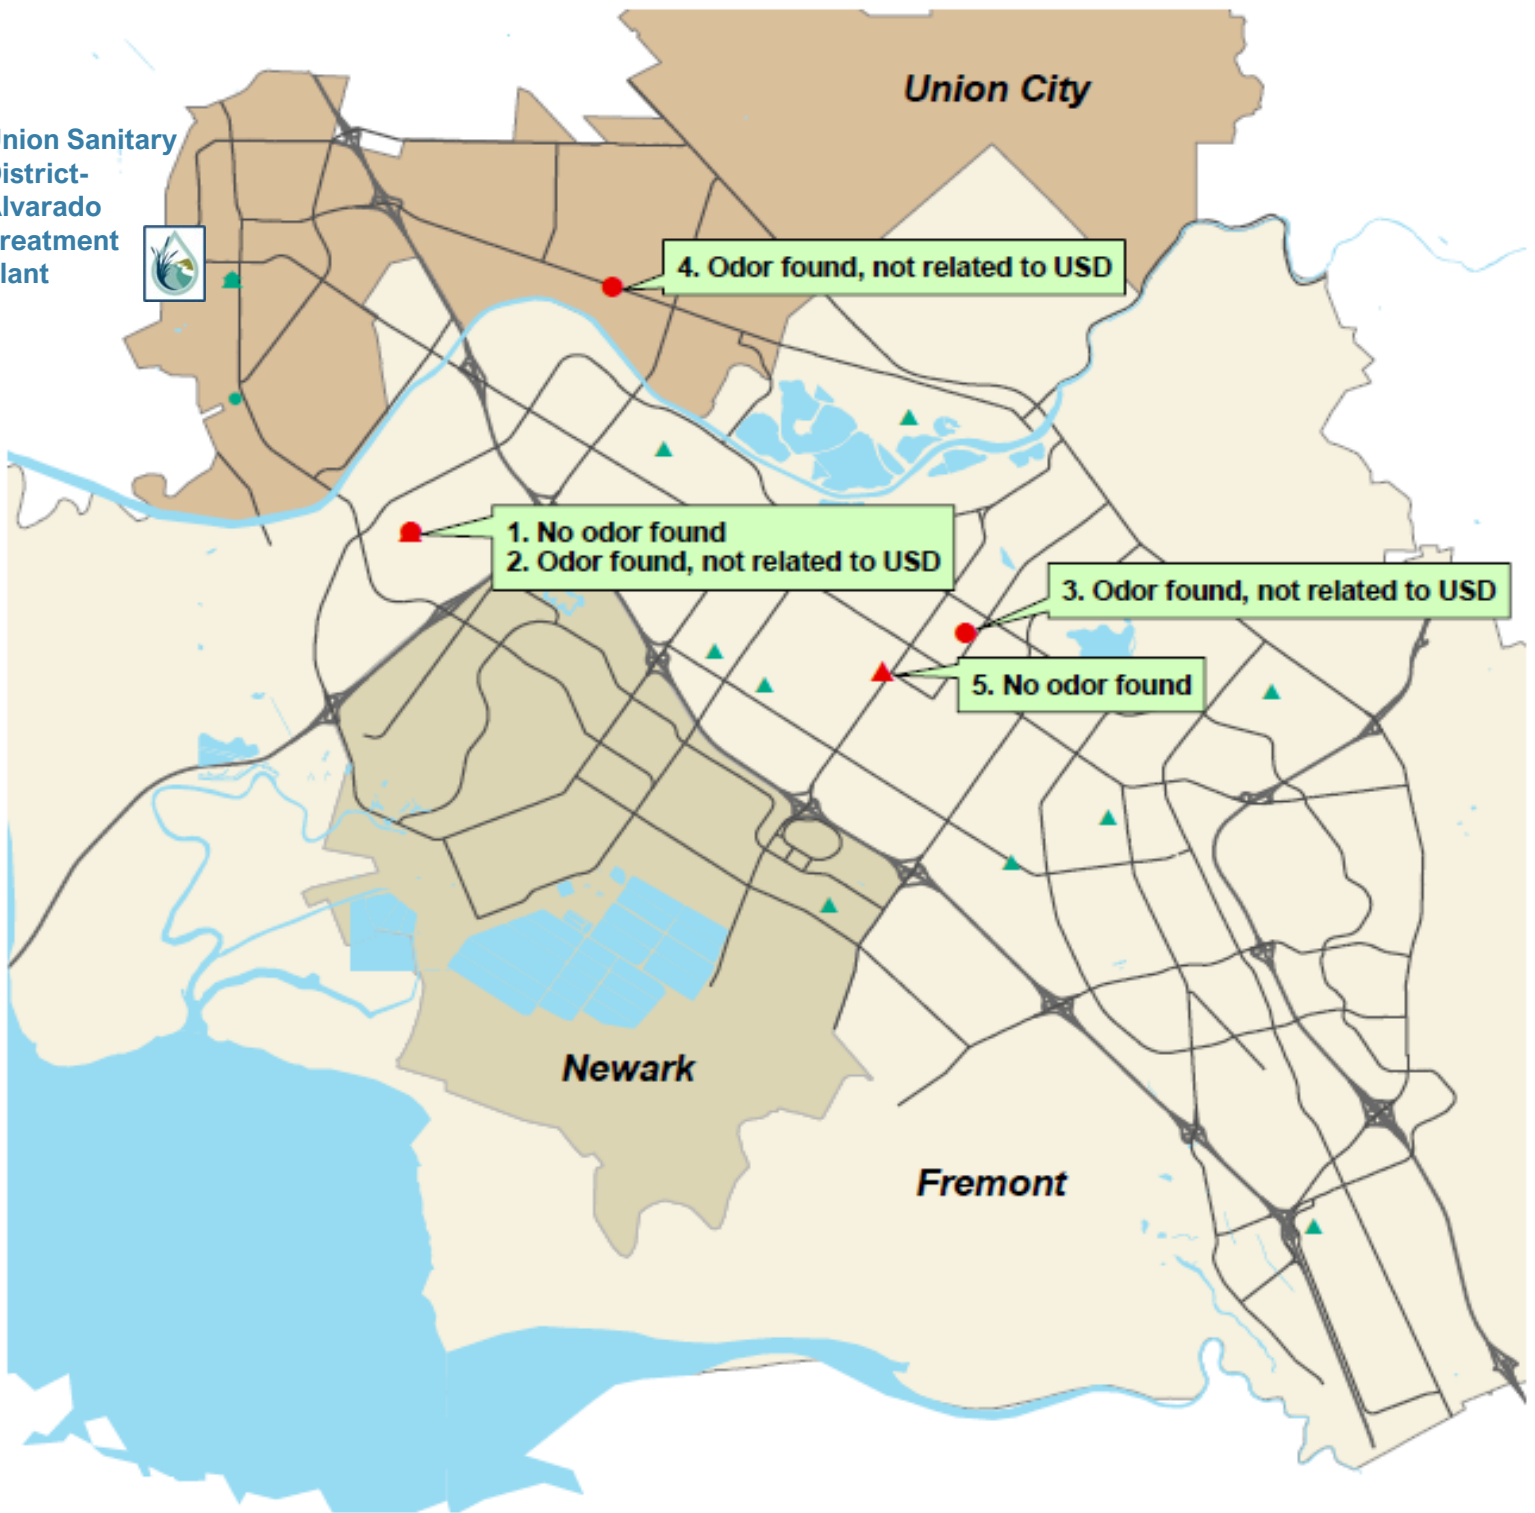 Union City
nion Sanitary
istrict-
lvarado
reatment
lant
4. Odor found, not related to USD
1. No odor found
2. Odor found, not related to USD
3. Odor found, not related to USD
5. No odor found
Newark
Fremont